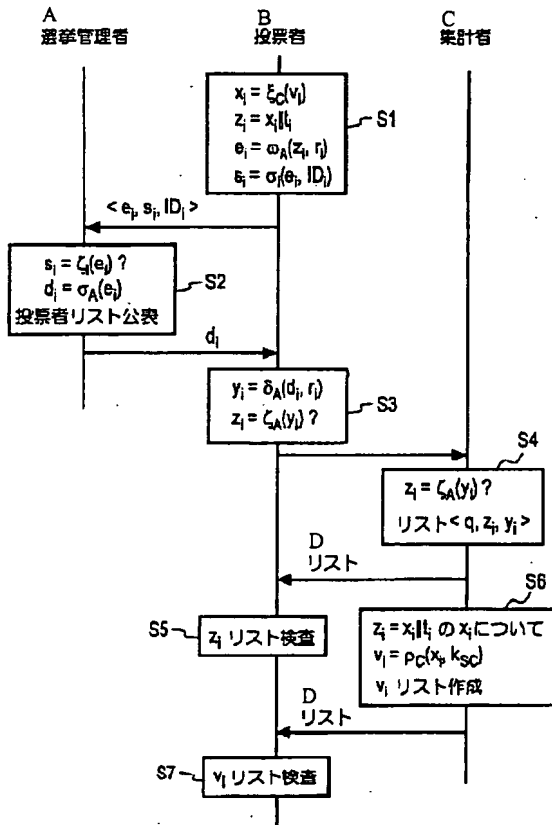 A
選挙管理者
B
投票者
C
集計者
xᵢ = ξC(vᵢ)
zᵢ = xᵢ||tᵢ
eᵢ = ωA(zᵢ, rᵢ)
sᵢ = σᵢ(eᵢ, IDᵢ)
S1
< eᵢ, sᵢ, IDᵢ >
sᵢ = ζᵢ(eᵢ) ?
dᵢ = σA(eᵢ)
投票者リスト公表
S2
dᵢ
yᵢ = δA(dᵢ, rᵢ)
zᵢ = ζA(yᵢ) ?
S3
S4
zᵢ = ζA(yᵢ) ?
リスト< q, zᵢ, yᵢ >
D
リスト
S5
zᵢ リスト検査
S6
zᵢ = xᵢ||tᵢ の xᵢ について
vᵢ = ρC(xᵢ, kSC)
vᵢ リスト作成
D
リスト
S7
vᵢ リスト検査